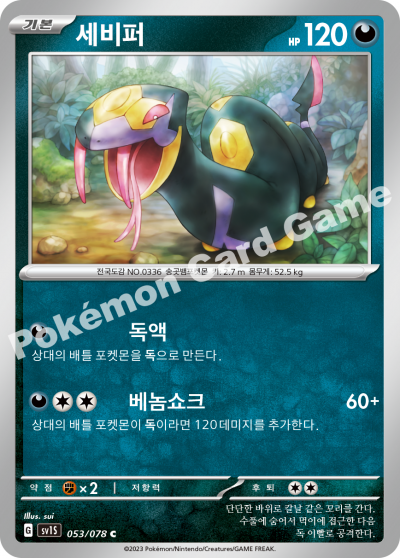 기본 세비퍼 HP 120
전국도감 NO.0336 송곳뱀포켓몬 키: 2.7 m 몸무게: 52.5 kg
Pokémon Card Game
독액
상대의 배틀 포켓몬을 독으로 만든다.
베놈쇼크 60+
상대의 배틀 포켓몬이 독이라면 120데미지를 추가한다.
약점 ×2 저항력 후퇴
Illus. sui
G sv1S 053/078 C
단단한 바위로 갈날 같은 꼬리를 간다.
수풀에 숨어서 먹이에 접근한 다음
독 이빨로 공격한다.
©2023 Pokémon/Nintendo/Creatures/GAME FREAK.